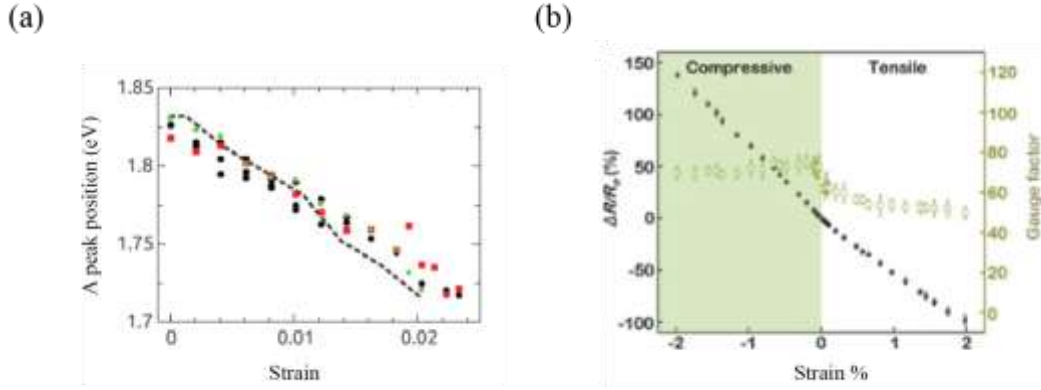 (a)
(b)
1.85
1.8
1.75
1.7
A peak position (eV)
0
0.01
0.02
Strain
Compressive
Tensile
150
100
50
0
-50
-100
ΔR/R₀ (%)
120
100
80
60
40
20
0
Gauge factor
-2
-1
0
1
2
Strain %